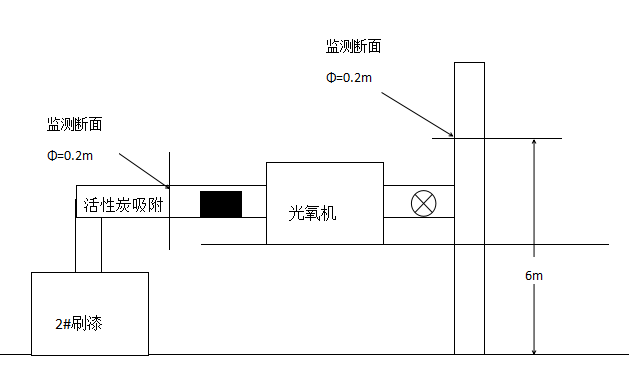 监测断面
Φ=0.2m
监测断面
Φ=0.2m
活性炭吸附
光氧机
6m
2#刷漆